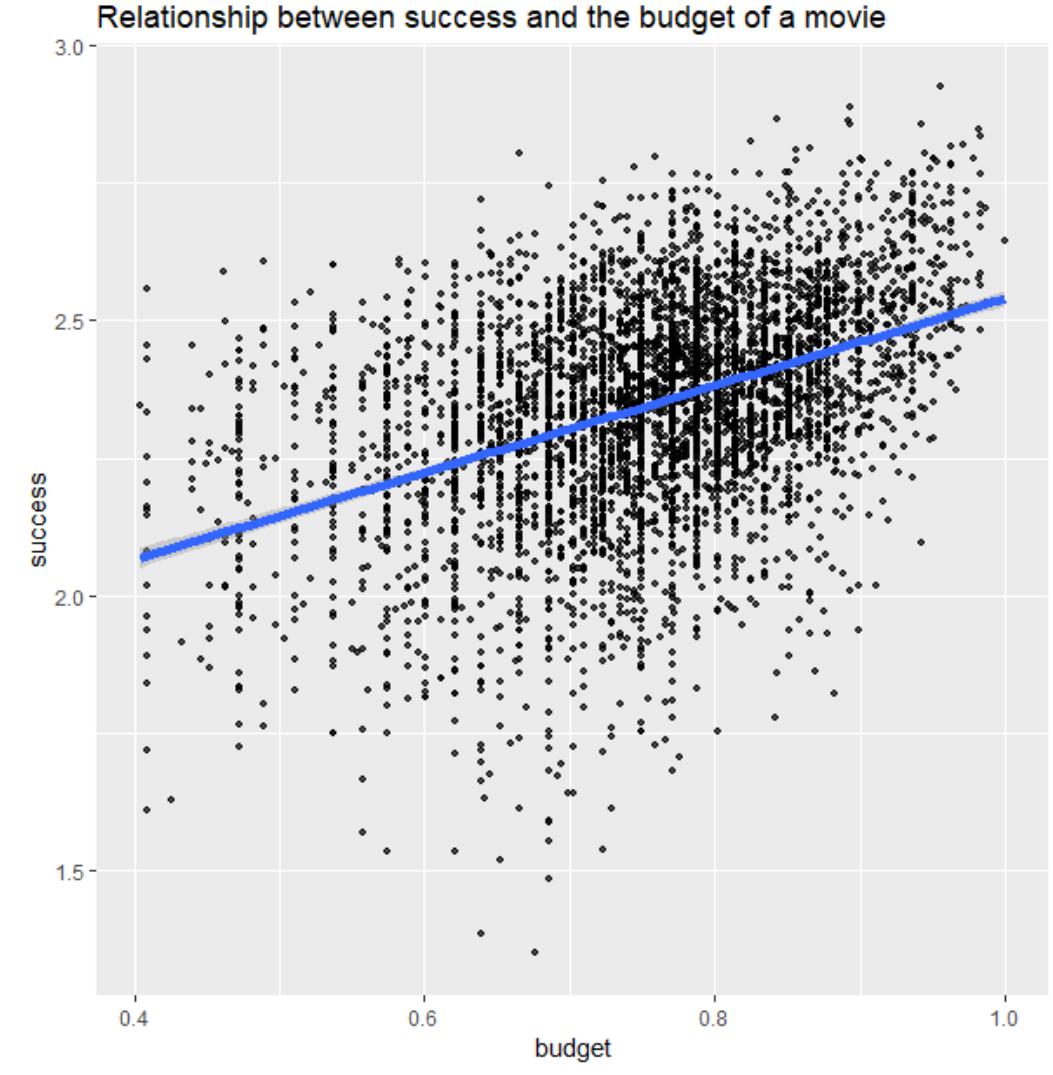 Relationship between success and the budget of a movie
3.0
2.5
2.0
1.5
success
0.4 0.6 0.8 1.0
budget